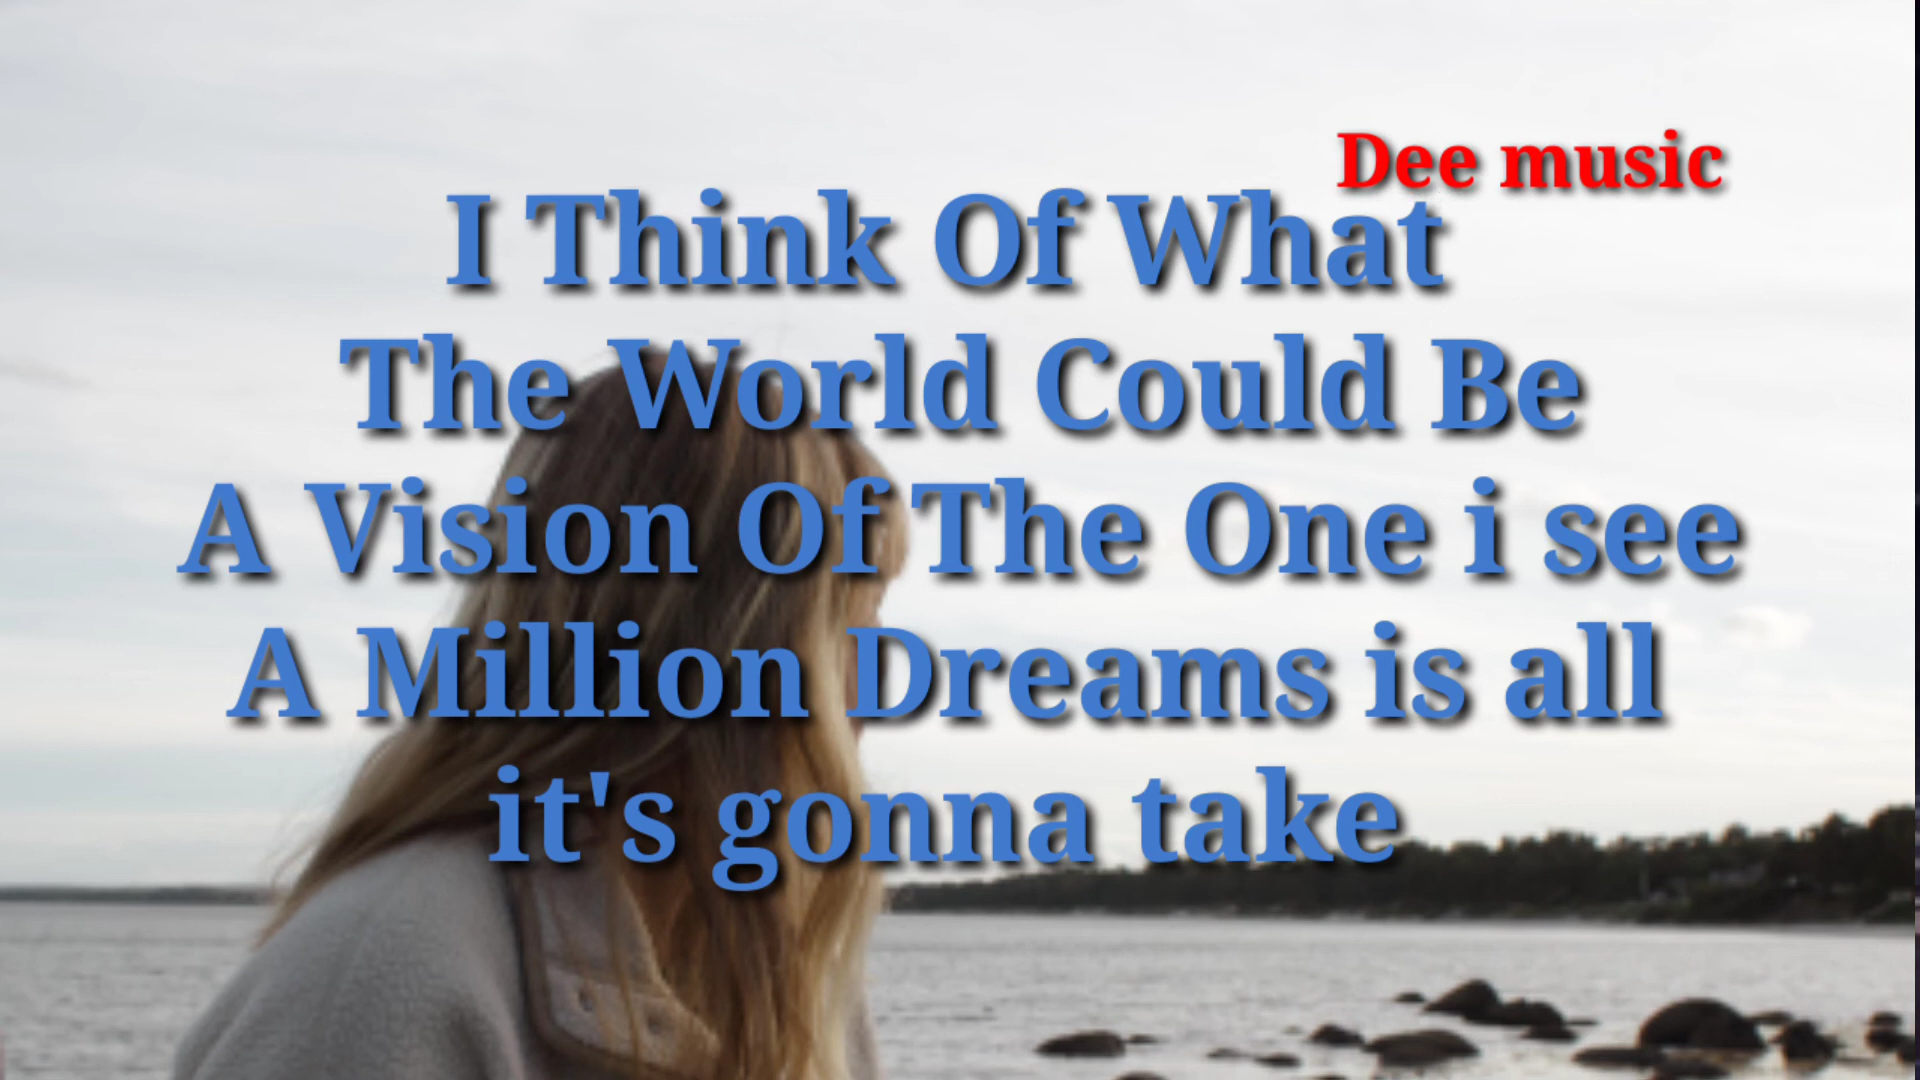 Dee music
I Think Of What
The World Could Be
A Vision Of The One i see
A Million Dreams is all
it's gonna take